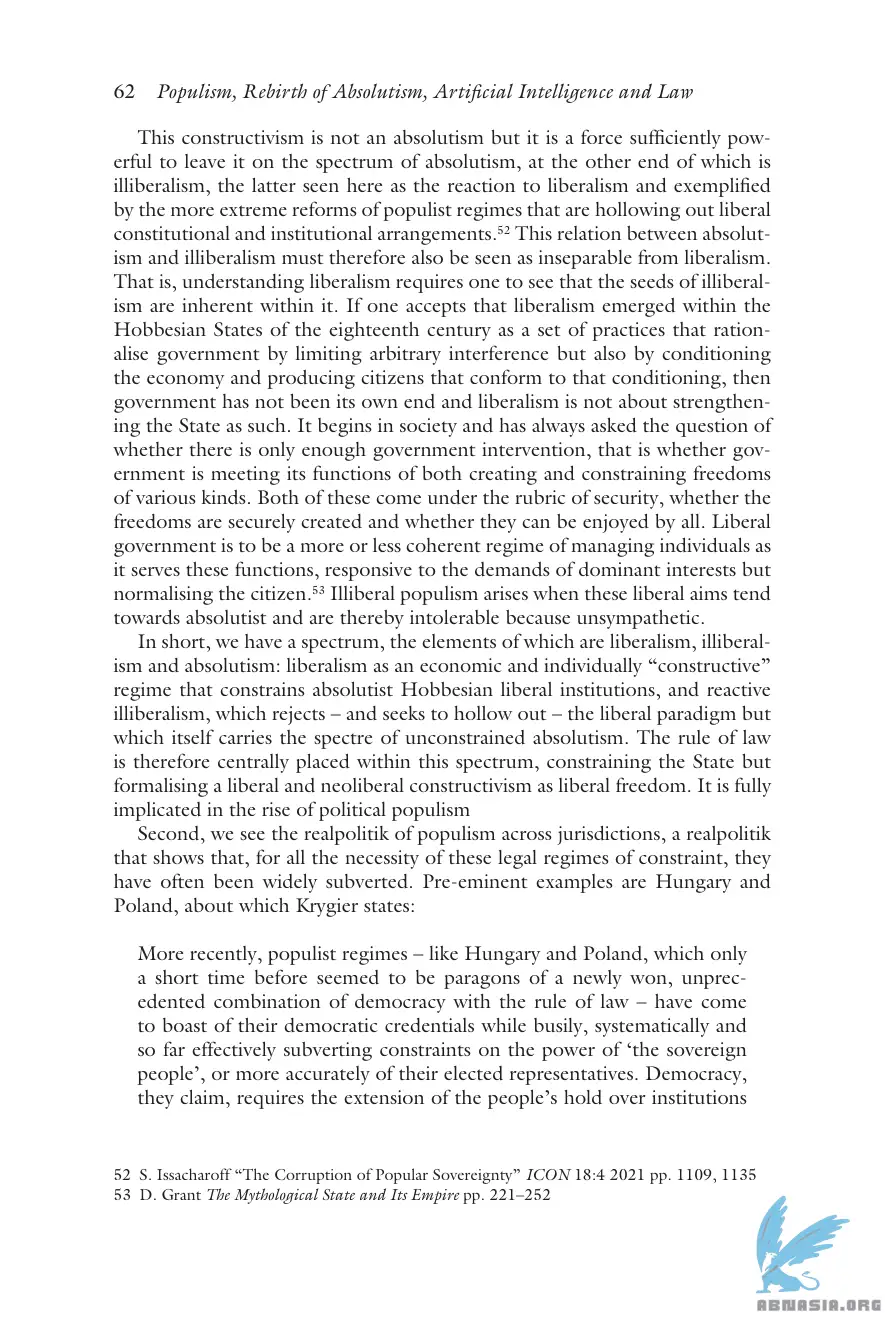 62 Populism, Rebirth of Absolutism, Artificial Intelligence and Law
This constructivism is not an absolutism but it is a force sufficiently pow-
erful to leave it on the spectrum of absolutism, at the other end of which is
illiberalism, the latter seen here as the reaction to liberalism and exemplified
by the more extreme reforms of populist regimes that are hollowing out liberal
constitutional and institutional arrangements.52 This relation between absolut-
ism and illiberalism must therefore also be seen as inseparable from liberalism.
That is, understanding liberalism requires one to see that the seeds of illiberal-
ism are inherent within it. If one accepts that liberalism emerged within the
Hobbesian States of the eighteenth century as a set of practices that ration-
alise government by limiting arbitrary interference but also by conditioning
the economy and producing citizens that conform to that conditioning, then
government has not been its own end and liberalism is not about strengthen-
ing the State as such. It begins in society and has always asked the question of
whether there is only enough government intervention, that is whether gov-
ernment is meeting its functions of both creating and constraining freedoms
of various kinds. Both of these come under the rubric of security, whether the
freedoms are securely created and whether they can be enjoyed by all. Liberal
government is to be a more or less coherent regime of managing individuals as
it serves these functions, responsive to the demands of dominant interests but
normalising the citizen.53 Illiberal populism arises when these liberal aims tend
towards absolutist and are thereby intolerable because unsympathetic.
In short, we have a spectrum, the elements of which are liberalism, illiberal-
ism and absolutism: liberalism as an economic and individually “constructive”
regime that constrains absolutist Hobbesian liberal institutions, and reactive
illiberalism, which rejects – and seeks to hollow out – the liberal paradigm but
which itself carries the spectre of unconstrained absolutism. The rule of law
is therefore centrally placed within this spectrum, constraining the State but
formalising a liberal and neoliberal constructivism as liberal freedom. It is fully
implicated in the rise of political populism
Second, we see the realpolitik of populism across jurisdictions, a realpolitik
that shows that, for all the necessity of these legal regimes of constraint, they
have often been widely subverted. Pre-eminent examples are Hungary and
Poland, about which Krygier states:
More recently, populist regimes – like Hungary and Poland, which only
a short time before seemed to be paragons of a newly won, unprec-
edented combination of democracy with the rule of law – have come
to boast of their democratic credentials while busily, systematically and
so far effectively subverting constraints on the power of ‘the sovereign
people’, or more accurately of their elected representatives. Democracy,
they claim, requires the extension of the people’s hold over institutions
52 S. Issacharoff “The Corruption of Popular Sovereignty” ICON 18:4 2021 pp. 1109, 1135
53 D. Grant The Mythological State and Its Empire pp. 221–252
ABNASIA.ORG